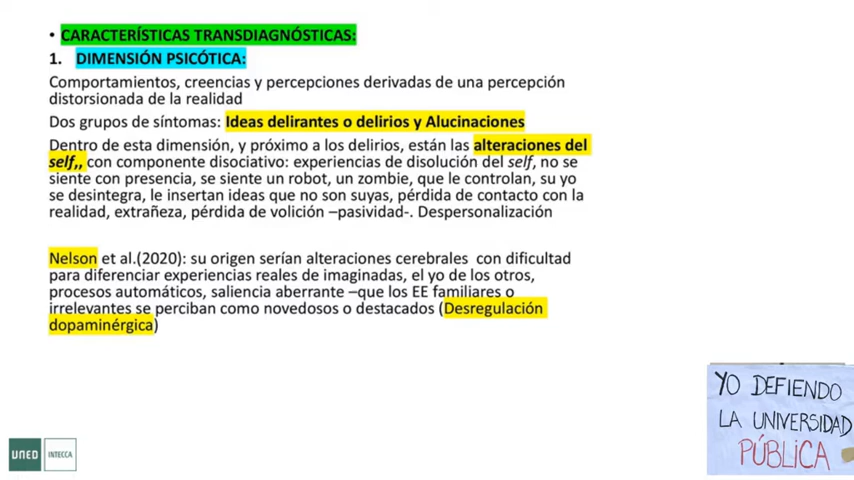 • CARACTERÍSTICAS TRANSDIAGNÓSTICAS:
1. DIMENSIÓN PSICÓTICA:
Comportamientos, creencias y percepciones derivadas de una percepción
distorsionada de la realidad
Dos grupos de síntomas: Ideas delirantes o delirios y Alucinaciones
Dentro de esta dimensión, y próximo a los delirios, están las alteraciones del
self,, con componente disociativo: experiencias de disolución del self, no se
siente con presencia, se siente un robot, un zombie, que le controlan, su yo
se desintegra, le insertan ideas que no son suyas, pérdida de contacto con la
realidad, extrañeza, pérdida de volición –pasividad-. Despersonalización
Nelson et al.(2020): su origen serían alteraciones cerebrales con dificultad
para diferenciar experiencias reales de imaginadas, el yo de los otros,
procesos automáticos, saliencia aberrante –que los EE familiares o
irrelevantes se perciban como novedosos o destacados (Desregulación
dopaminérgica)
YO DEFIENDO
LA UNIVERSIDAD
PÚBLICA
UNED INTECCA